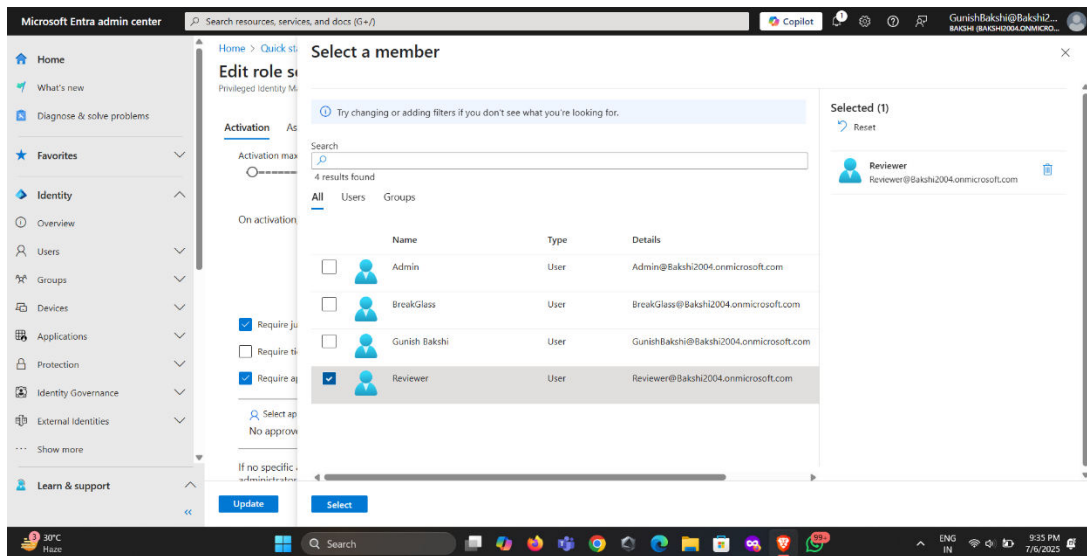 Microsoft Entra admin center
Search resources, services, and docs (G+/)
Copilot
1
GunishBakshi@Bakshi2...
BAKSHI (BAKSHI2004.ONMICRO...
Home
What's new
Diagnose & solve problems
Favorites
Identity
Overview
Users
Groups
Devices
Applications
Protection
Identity Governance
External Identities
Show more
Learn & support
Home > Quick st
Edit role se
Privileged Identity M
Activation As
Activation max
On activation
Require ju
Require ti
Require ap
Select ap
No approv
If no specific
administrator
Update
Select a member
Try changing or adding filters if you don't see what you're looking for.
Search
4 results found
All Users Groups
Name Type Details
Admin User Admin@Bakshi2004.onmicrosoft.com
BreakGlass User BreakGlass@Bakshi2004.onmicrosoft.com
Gunish Bakshi User GunishBakshi@Bakshi2004.onmicrosoft.com
Reviewer User Reviewer@Bakshi2004.onmicrosoft.com
Select
Selected (1)
Reset
Reviewer
Reviewer@Bakshi2004.onmicrosoft.com
3
30°C
Haze
Search
99+
ENG
IN
9:35 PM
7/6/2025